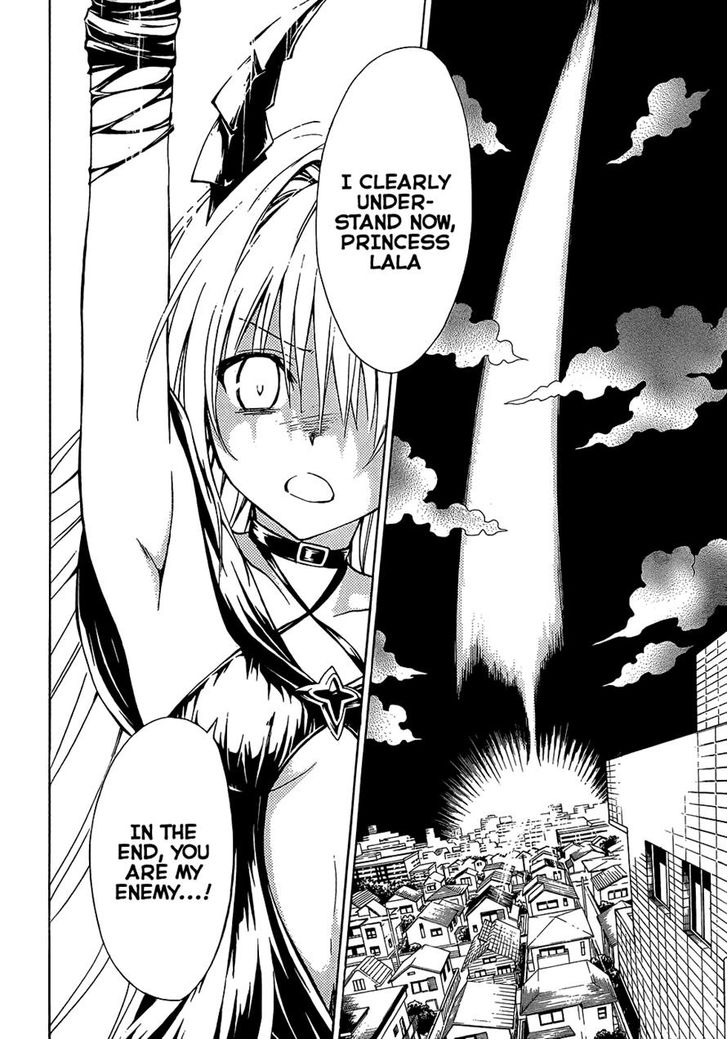 I CLEARLY
UNDER-
STAND NOW,
PRINCESS
LALA
IN THE
END, YOU
ARE MY
ENEMY...!